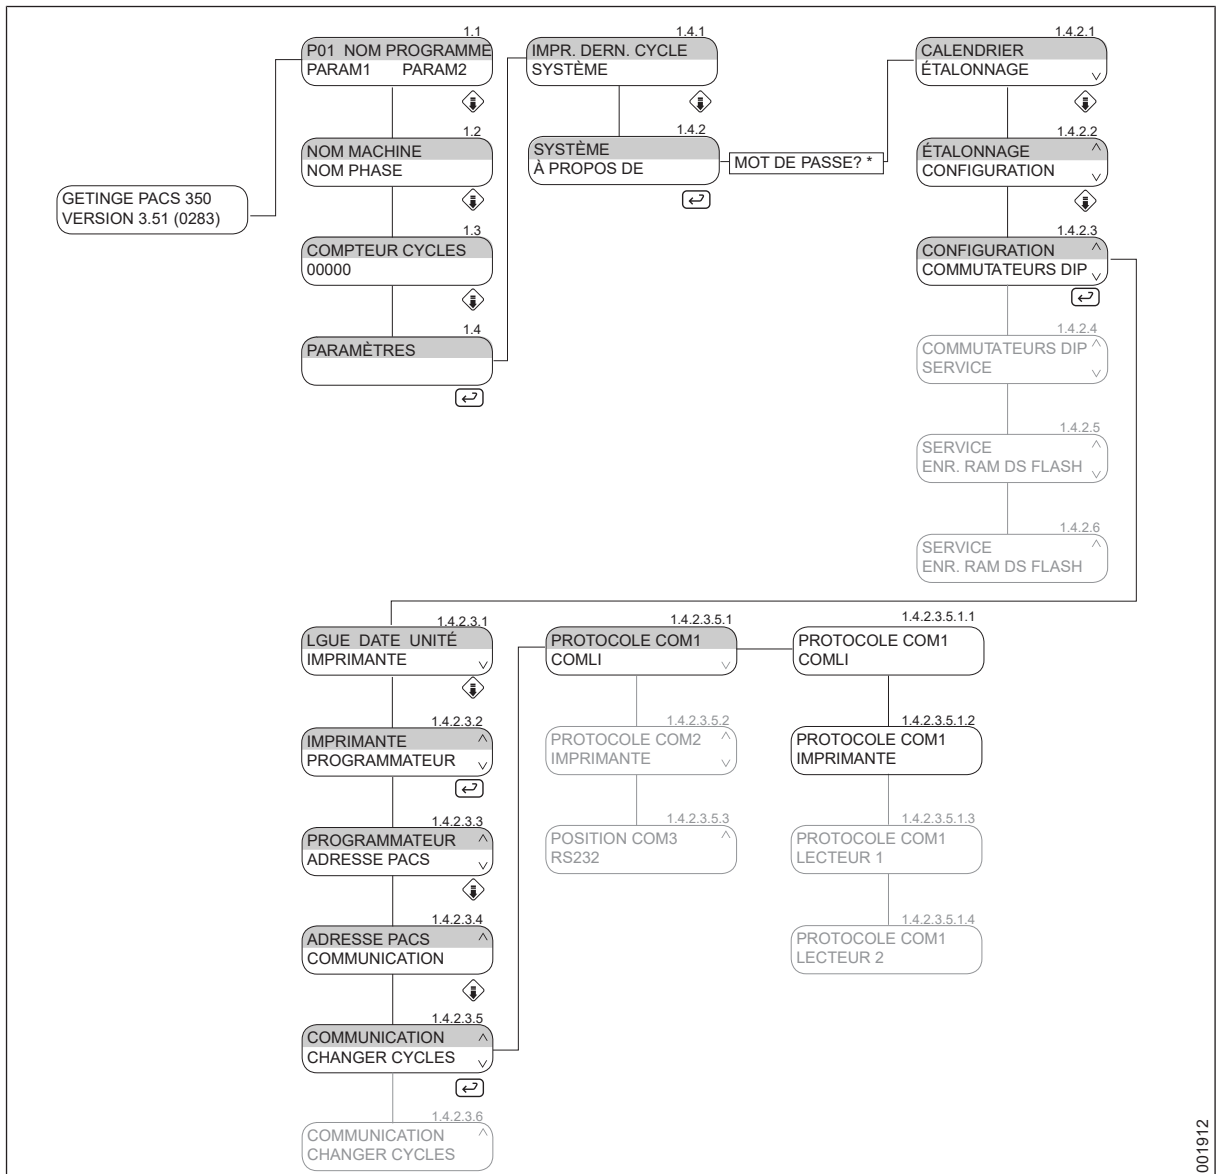 GETINGE PACS 350
VERSION 3.51 (0283)
1.1
P01 NOM PROGRAMME
PARAM1 PARAM2
1.2
NOM MACHINE
NOM PHASE
1.3
COMPTEUR CYCLES
00000
1.4
PARAMÈTRES
1.4.1
IMPR. DERN. CYCLE
SYSTÈME
1.4.2
SYSTÈME
À PROPOS DE
MOT DE PASSE? *
1.4.2.1
CALENDRIER
ÉTALONNAGE
1.4.2.2
ÉTALONNAGE
CONFIGURATION
1.4.2.3
CONFIGURATION
COMMUTATEURS DIP
1.4.2.4
COMMUTATEURS DIP
SERVICE
1.4.2.5
SERVICE
ENR. RAM DS FLASH
1.4.2.6
SERVICE
ENR. RAM DS FLASH
1.4.2.3.1
LGUE DATE UNITÉ
IMPRIMANTE
1.4.2.3.2
IMPRIMANTE
PROGRAMMATEUR
1.4.2.3.3
PROGRAMMATEUR
ADRESSE PACS
1.4.2.3.4
ADRESSE PACS
COMMUNICATION
1.4.2.3.5
COMMUNICATION
CHANGER CYCLES
1.4.2.3.6
COMMUNICATION
CHANGER CYCLES
1.4.2.3.5.1
PROTOCOLE COM1
COMLI
1.4.2.3.5.2
PROTOCOLE COM2
IMPRIMANTE
1.4.2.3.5.3
POSITION COM3
RS232
1.4.2.3.5.1.1
PROTOCOLE COM1
COMLI
1.4.2.3.5.1.2
PROTOCOLE COM1
IMPRIMANTE
1.4.2.3.5.1.3
PROTOCOLE COM1
LECTEUR 1
1.4.2.3.5.1.4
PROTOCOLE COM1
LECTEUR 2
001912